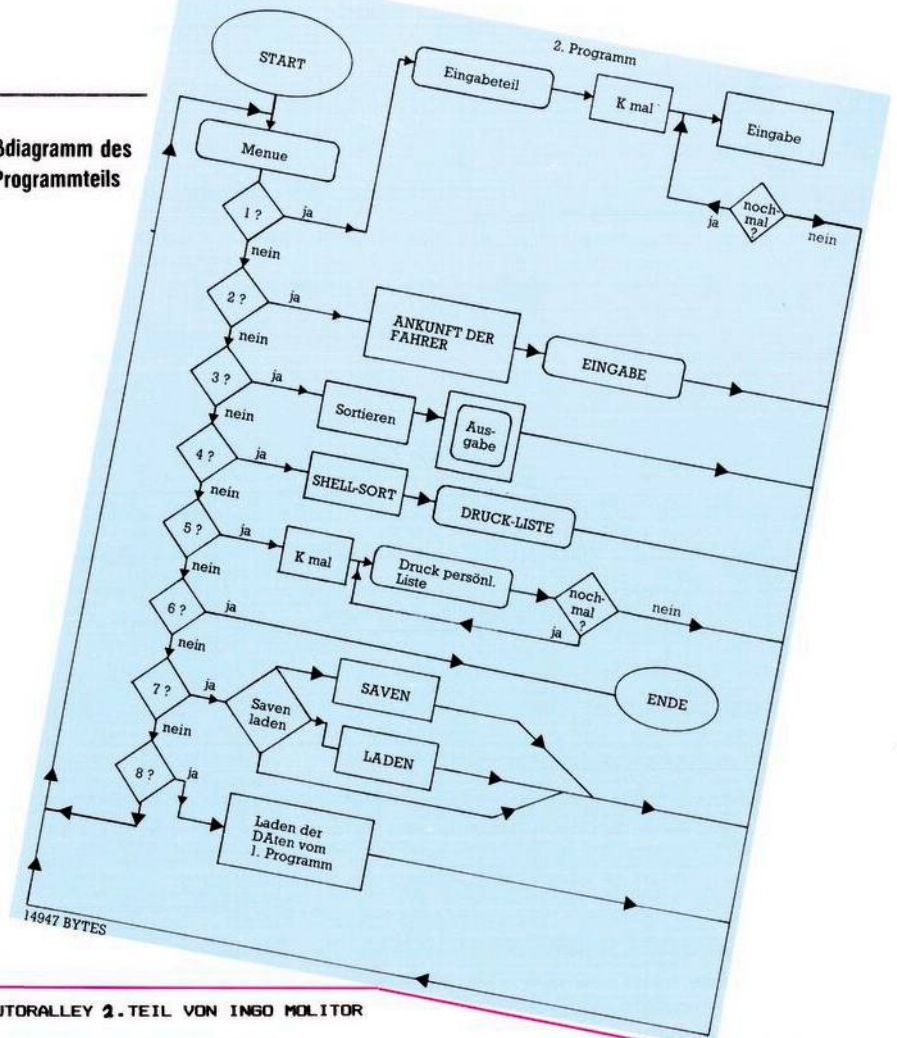 2. Programm
START
Eingabeteil
K mal
Eingabe
ßdiagramm des
Programmteils
Menue
noch-
mal
?
ja
nein
1 ?
ja
nein
2 ?
ja
ANKUNFT DER
FAHRER
EINGABE
nein
3 ?
ja
Sortieren
Aus-
gabe
nein
4 ?
ja
SHELL-SORT
DRUCK-LISTE
nein
5 ?
ja
K mal
Druck persönl.
Liste
noch-
mal
?
nein
ja
nein
6 ?
ja
ENDE
nein
7 ?
ja
Saven
laden
SAVEN
LADEN
nein
8 ?
ja
Laden der
DAten vom
1. Programm
14947 BYTES
UTORALLEY 2.TEIL VON INGO MOLITOR